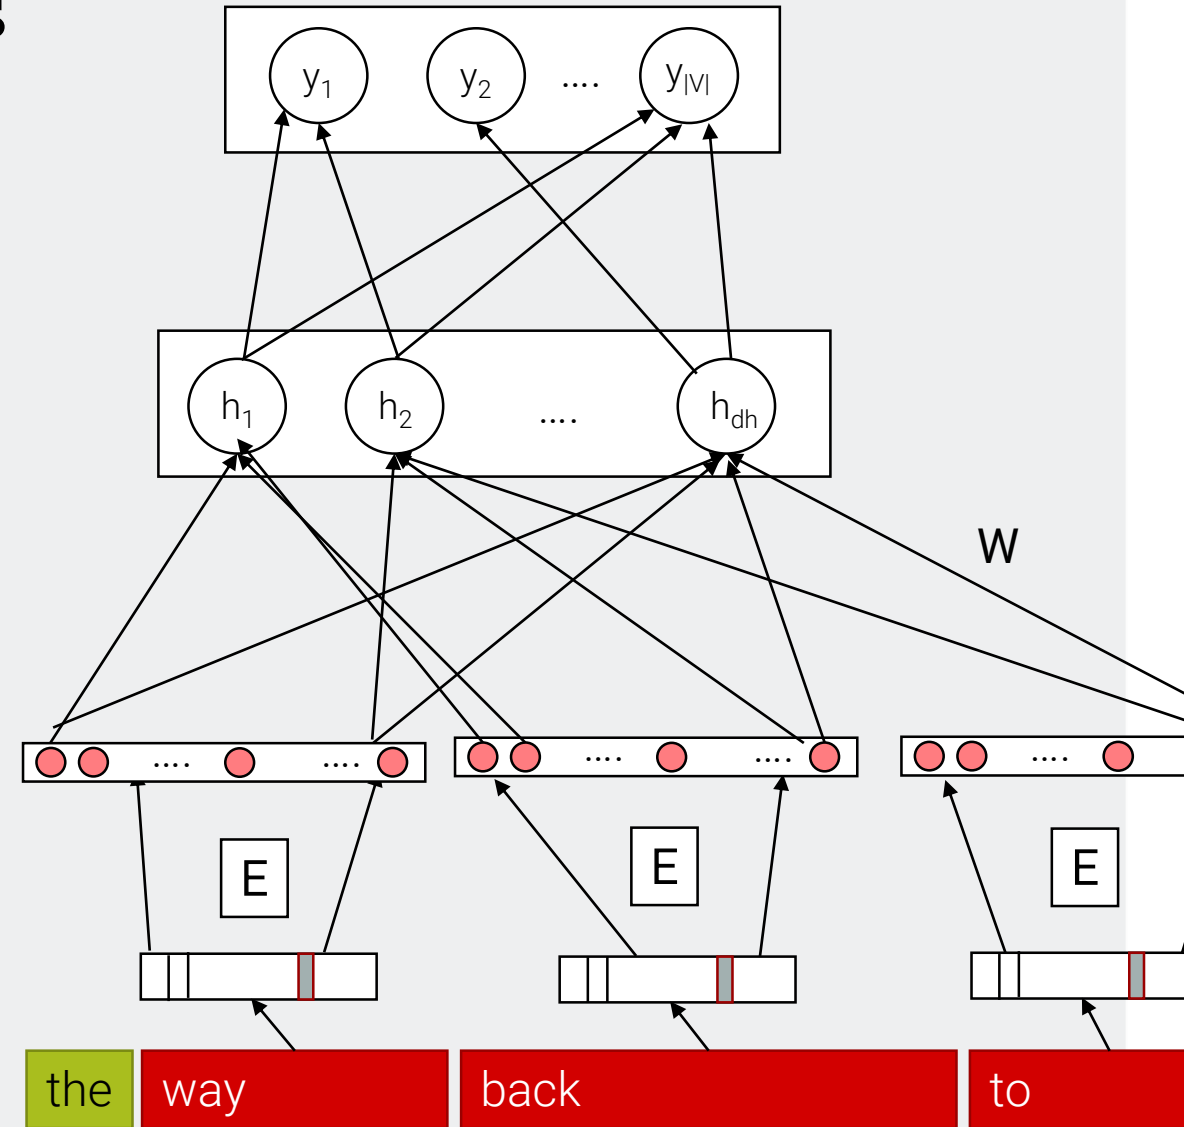 y1 y2 .... y|V|
h1 h2 .... hdh
W
.... .... .... .... ....
E E E
the way back to